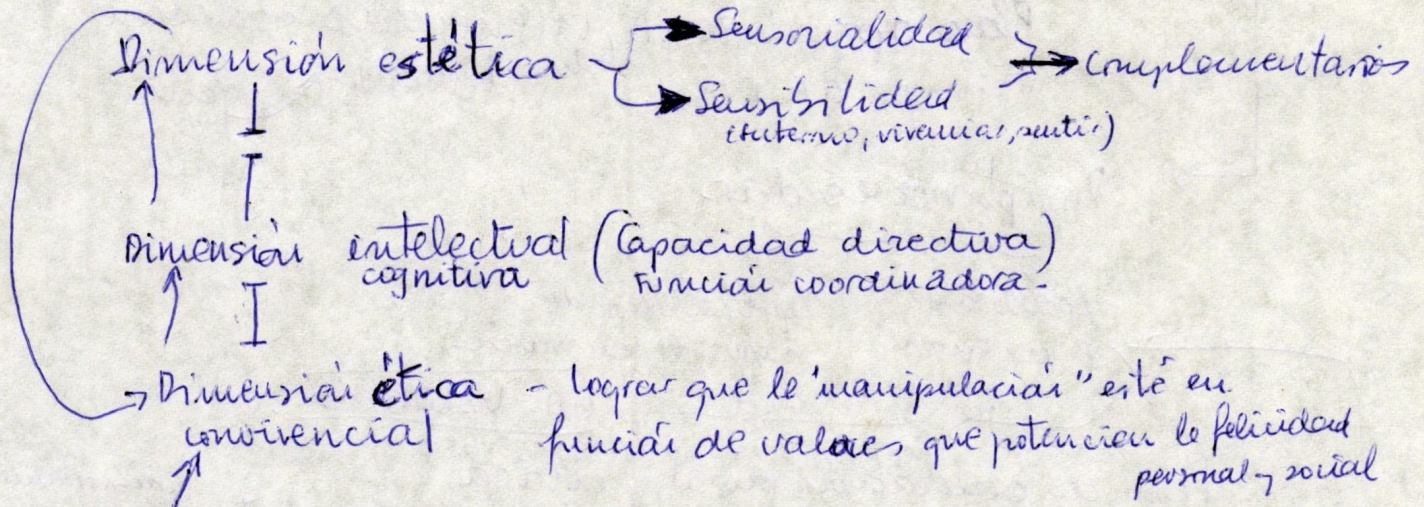 Dimensión estética Sensorialidad Complementarios
Sensibilidad
(interno, vivencias, sentir)
Dimensión intelectual (Capacidad directiva)
cognitiva Función coordinadora.
Dimensión ética - lograr que la "manipulación" esté en
convivencial función de valores que potencien la felicidad
personal y social